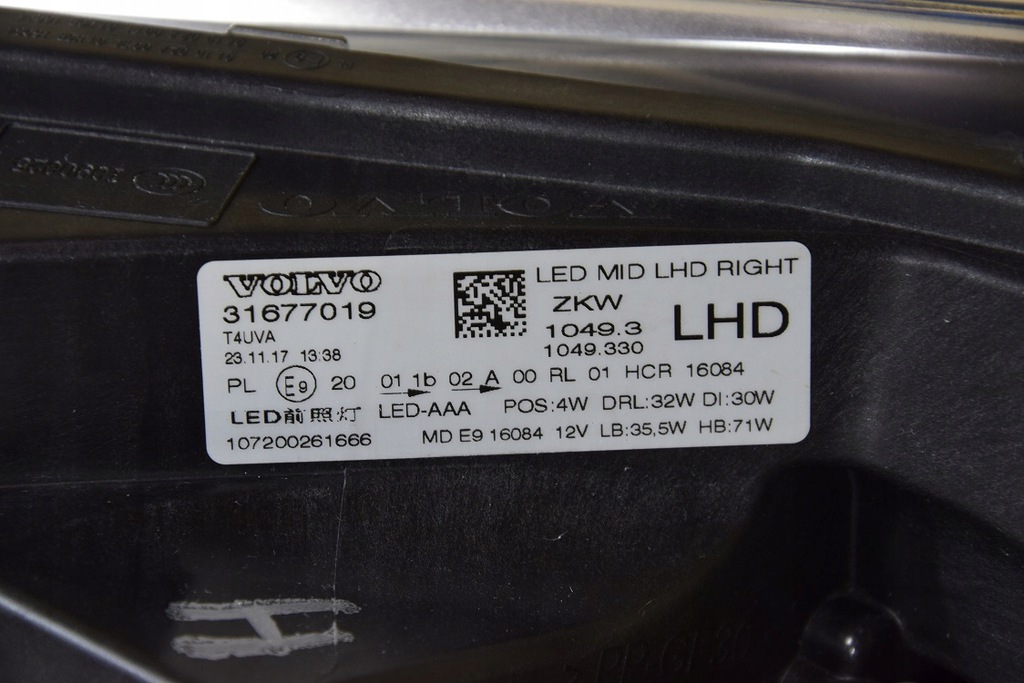 VOLVO
VOLVO
31677019
T4UVA
23.11.17 13:38
LED MID LHD RIGHT
ZKW
1049.3
1049.330
LHD
PL E9 20 01 1b 02 A 00 RL 01 HCR 16084
LED前照灯 LED-AAA POS:4W DRL:32W DI:30W
107200261666 MD E9 16084 12V LB:35,5W HB:71W
H